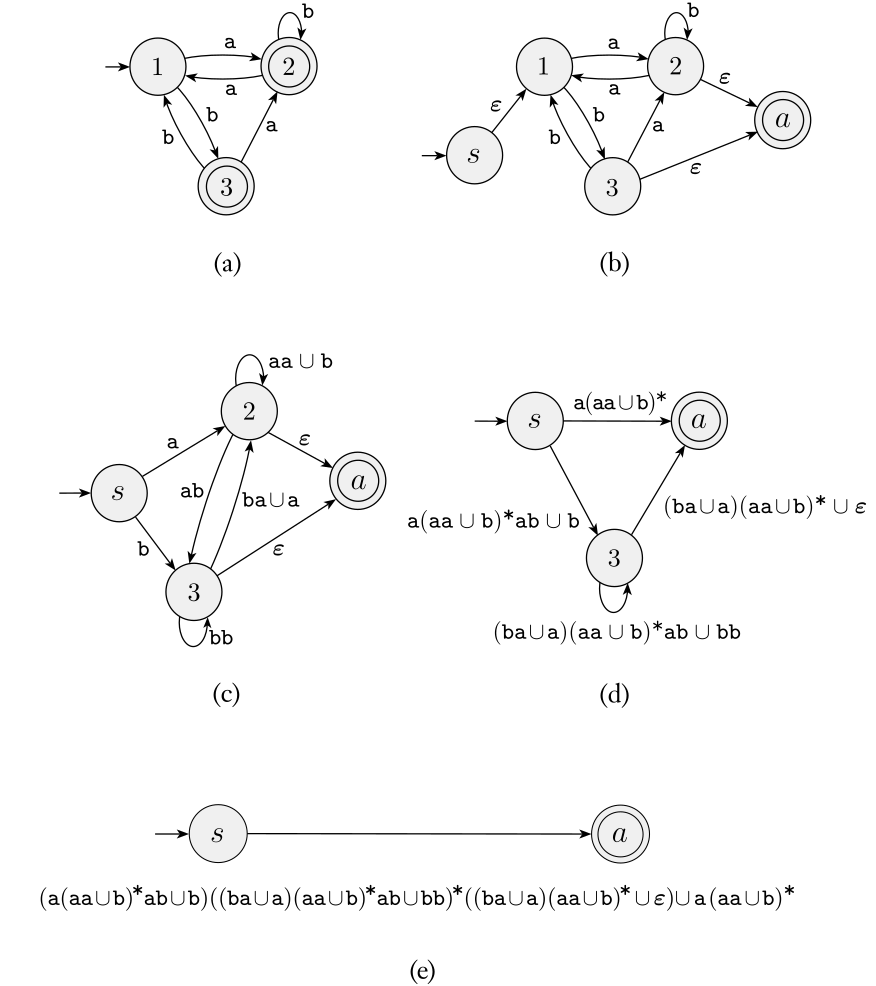 a b
1 2
a
b b a
3
(a)
a b
1 2 ε
a a
ε b b a
s
3 ε
(b)
aa ∪ b
2
a ε
s ab ba∪a a
b ε
3
bb
(c)
s a(aa∪b)* a
a(aa ∪ b)*ab ∪ b (ba∪a)(aa∪b)* ∪ ε
3
(ba∪a)(aa ∪ b)*ab ∪ bb
(d)
s a
(a(aa∪b)*ab∪b)((ba∪a)(aa∪b)*ab∪bb)*((ba∪a)(aa∪b)*∪ε)∪a(aa∪b)*
(e)